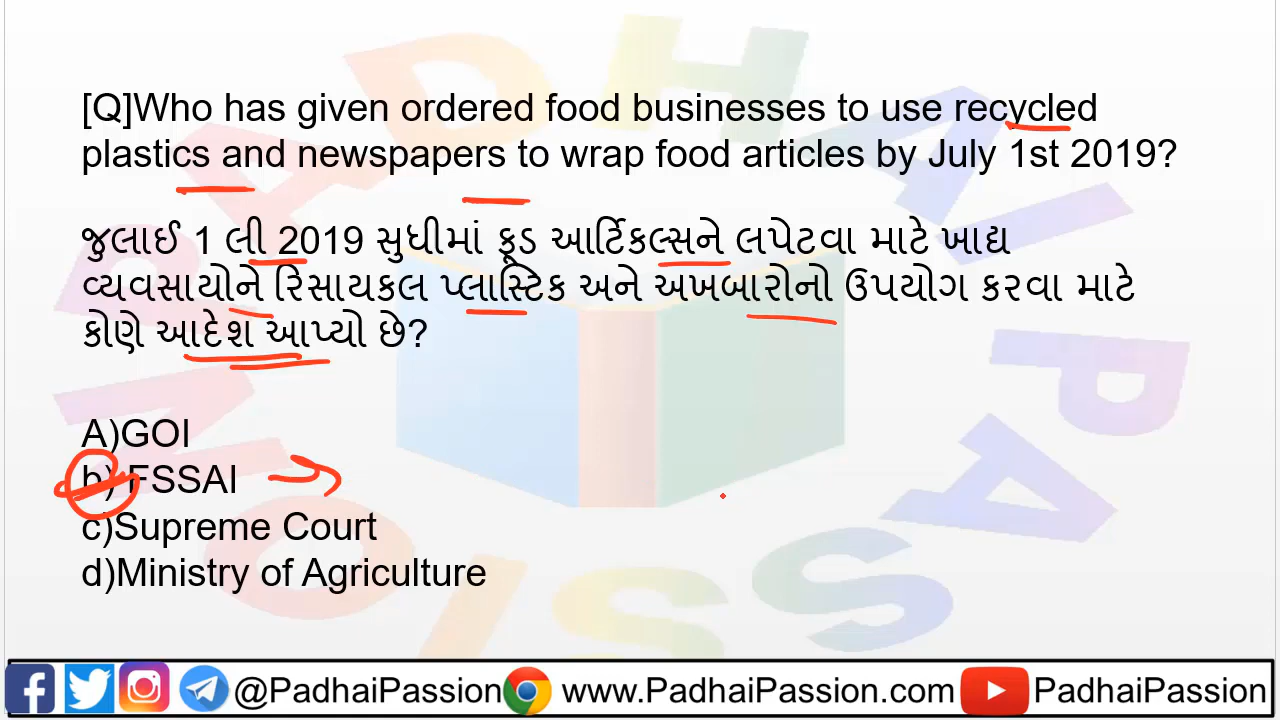 [Q]Who has given ordered food businesses to use recycled
plastics and newspapers to wrap food articles by July 1st 2019?
જુલાઈ 1 લી 2019 સુધીમાં ફૂડ આર્ટિકલ્સને લપેટવા માટે ખાદ્ય
વ્યવસાયોને રિસાયકલ પ્લાસ્ટિક અને અખબારોનો ઉપયોગ કરવા માટે
કોણે આદેશ આપ્યો છે?
A)GOI
b) FSSAI
c)Supreme Court
d)Ministry of Agriculture
@PadhaiPassion www.PadhaiPassion.com PadhaiPassion
PADHAI PASSION